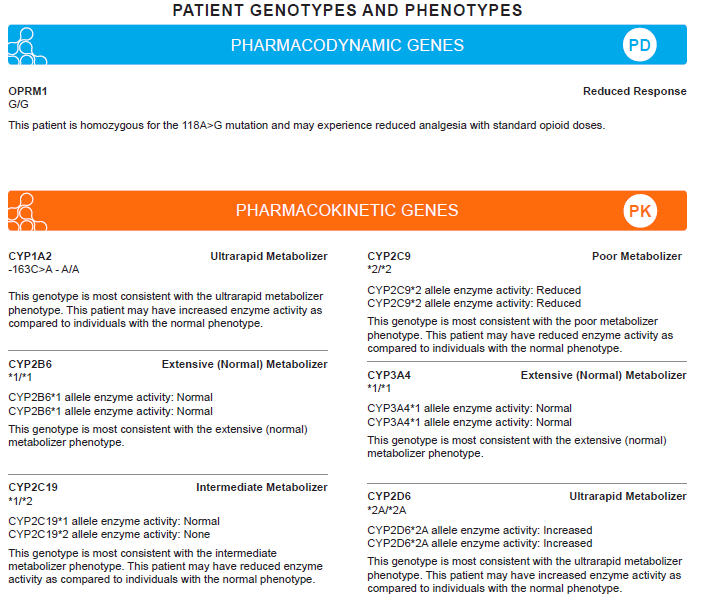 PATIENT GENOTYPES AND PHENOTYPES
PHARMACODYNAMIC GENES
PD
OPRM1
Reduced Response
G/G
This patient is homozygous for the 118A>G mutation and may experience reduced analgesia with standard opioid doses.
PHARMACOKINETIC GENES
PK
CYP1A2
Ultrarapid Metabolizer
-163C>A - A/A
This genotype is most consistent with the ultrarapid metabolizer
phenotype. This patient may have increased enzyme activity as
compared to individuals with the normal phenotype.
CYP2B6
Extensive (Normal) Metabolizer
*1/*1
CYP2B6*1 allele enzyme activity: Normal
CYP2B6*1 allele enzyme activity: Normal
This genotype is most consistent with the extensive (normal)
metabolizer phenotype.
CYP2C19
Intermediate Metabolizer
*1/*2
CYP2C19*1 allele enzyme activity: Normal
CYP2C19*2 allele enzyme activity: None
This genotype is most consistent with the intermediate
metabolizer phenotype. This patient may have reduced enzyme
activity as compared to individuals with the normal phenotype.
CYP2C9
Poor Metabolizer
*2/*2
CYP2C9*2 allele enzyme activity: Reduced
CYP2C9*2 allele enzyme activity: Reduced
This genotype is most consistent with the poor metabolizer
phenotype. This patient may have reduced enzyme activity as
compared to individuals with the normal phenotype.
CYP3A4
Extensive (Normal) Metabolizer
*1/*1
CYP3A4*1 allele enzyme activity: Normal
CYP3A4*1 allele enzyme activity: Normal
This genotype is most consistent with the extensive (normal)
metabolizer phenotype.
CYP2D6
Ultrarapid Metabolizer
*2A/*2A
CYP2D6*2A allele enzyme activity: Increased
CYP2D6*2A allele enzyme activity: Increased
This genotype is most consistent with the ultrarapid metabolizer
phenotype. This patient may have increased enzyme activity as
compared to individuals with the normal phenotype.